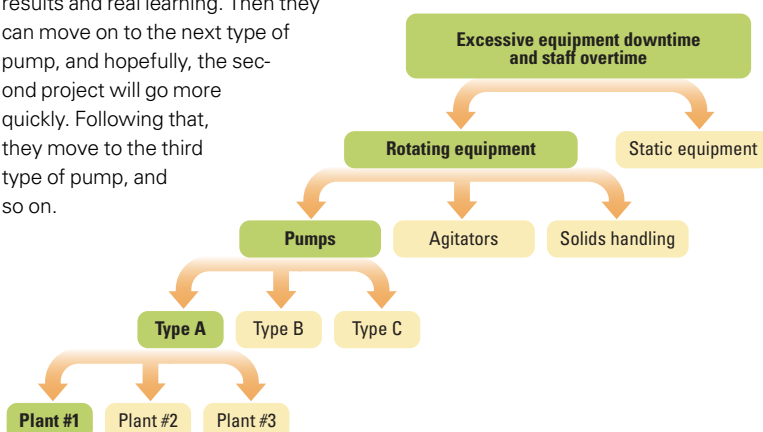 results and real learning. Then they
can move on to the next type of
pump, and hopefully, the sec-
ond project will go more
quickly. Following that,
they move to the third
type of pump, and
so on.
Excessive equipment downtime
and staff overtime
Rotating equipment
Static equipment
Pumps
Agitators
Solids handling
Type A
Type B
Type C
Plant #1
Plant #2
Plant #3